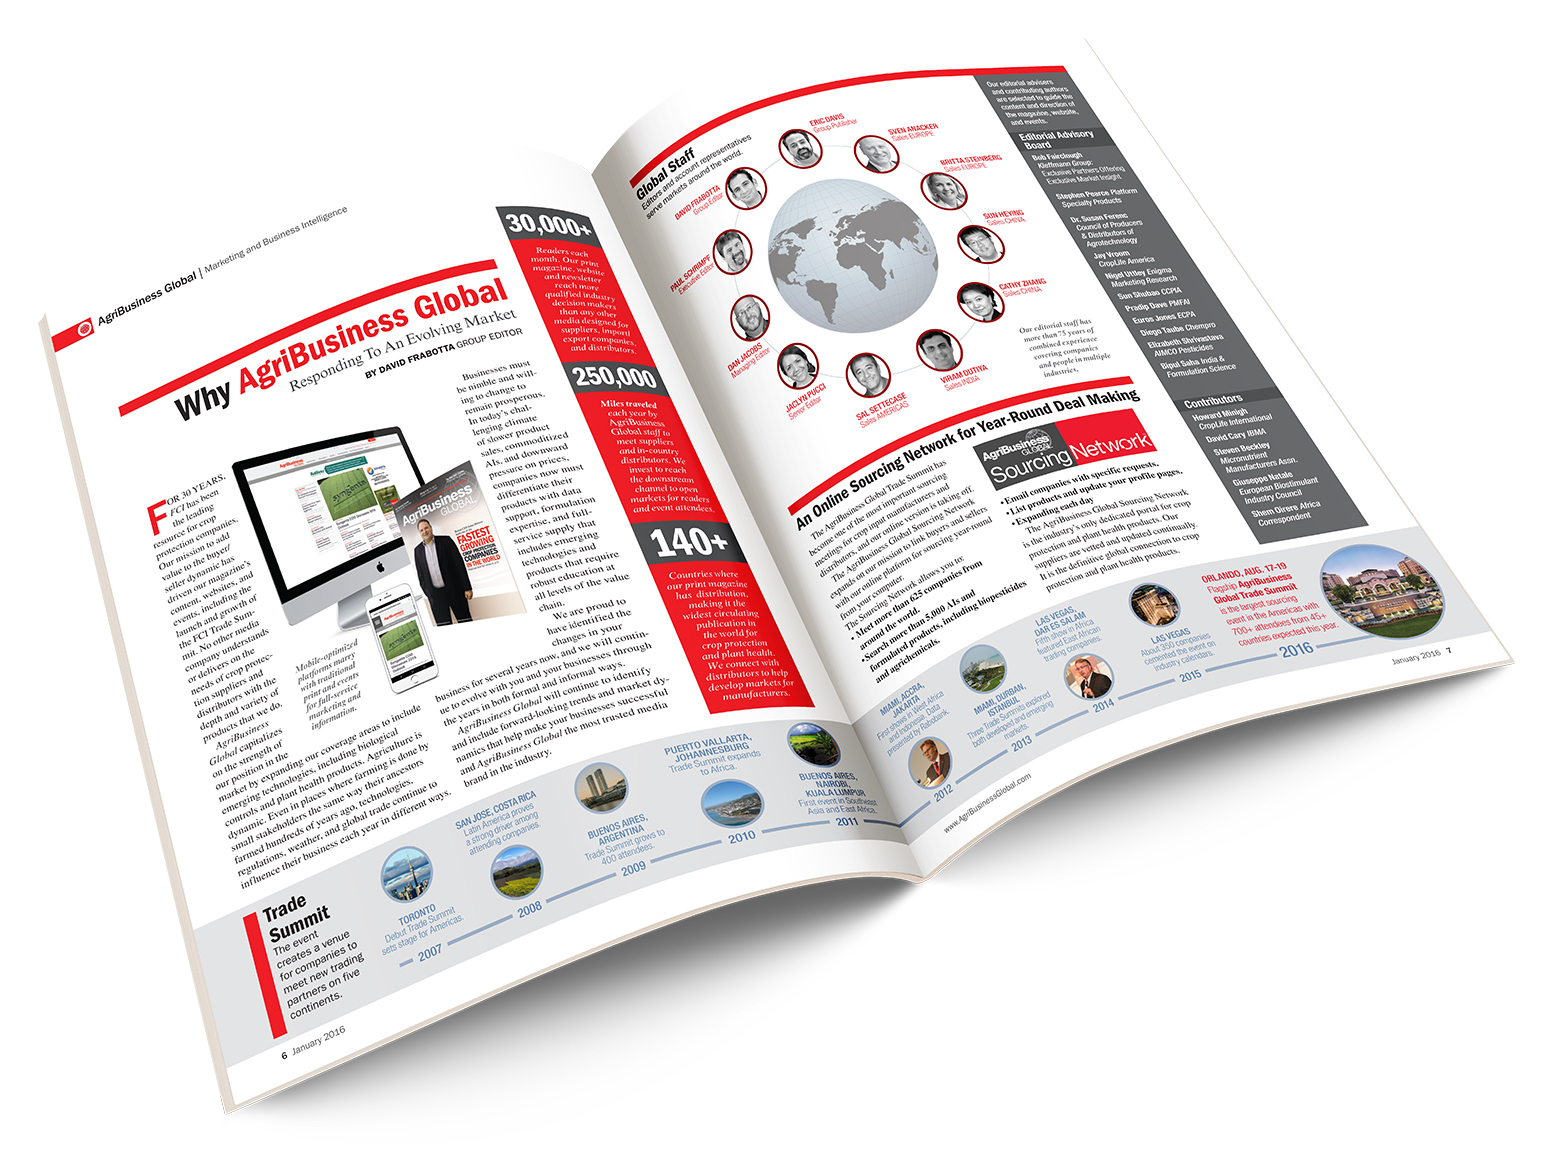 AgriBusiness Global | Marketing and Business Intelligence
Why AgriBusiness Global
Responding To An Evolving Market
BY DAVID FRABOTTA GROUP EDITOR
FOR 30 YEARS,
FCI has been
the leading
resource for crop
protection companies.
Our mission to add
value to the buyer/
seller dynamic has
driven our magazine's
content, websites, and
events, including the
launch and growth of
the FCI Trade Sum-
mit. No other media
company understands
or delivers on the
needs of crop protec-
tion suppliers and
distributors with the
depth and variety of
products that we do.
AgriBusiness
Global capitalizes
on the strength of
our position in the
market by expanding our coverage areas to include
emerging technologies, including biological
controls and plant health products. Agriculture is
dynamic. Even in places where farming is done by
small stakeholders the same way their ancestors
farmed hundreds of years ago, technologies,
regulations, weather, and global trade continue to
influence their business each year in different ways.
AgriBusiness
syngenta
AgriBusiness
GLOBAL
FASTEST
GROWING
CROP PROTECTION
COMPANIES
IN THE WORLD
Mobile-optimized
platforms marry
with traditional
print and events
for full-service
marketing and
information.
Businesses must
be nimble and will-
ing to change to
remain prosperous.
In today's chal-
lenging climate
of slower product
sales, commoditized
AIs, and downward
pressure on prices,
companies now must
differentiate their
products with data
support, formulation
expertise, and full-
service supply that
includes emerging
technologies and
products that require
robust education at
all levels of the value
chain.
We are proud to
have identified the
changes in your
business for several years now, and we will contin-
ue to evolve with you and your business through
the years in both formal and informal ways.
AgriBusiness Global will continue to identify
and include forward-looking trends and market dy-
namics that help make your businesses successful
and AgriBusiness Global the most trusted media
brand in the industry.
30,000+
Readers each
month. Our print
magazine, website
and newsletter
reach more
qualified industry
decision makers
than any other
media designed for
suppliers, import/
export companies,
and distributors.
250,000
Miles traveled
each year by
AgriBusiness
Global staff to
meet suppliers
and in-country
distributors. We
invest to reach
the downstream
channel to open
markets for readers
and event attendees.
140+
Countries where
our print magazine
has distribution,
making it the
widest circulating
publication in
the world for
crop protection
and plant health.
We connect with
distributors to help
develop markets for
manufacturers.
Trade
Summit
The event
creates a venue
for companies to
meet new trading
partners on five
continents.
TORONTO
Debut Trade Summit
sets stage for Americas.
2007
SAN JOSE, COSTA RICA
Latin America proves
a strong driver among
attending companies.
2008
BUENOS AIRES,
ARGENTINA
Trade Summit grows to
400 attendees.
2009
PUERTO VALLARTA,
JOHANNESBURG
Trade Summit expands
to Africa.
2010
BUENOS AIRES,
NAIROBI,
KUALA LUMPUR
First event in Southeast
Asia and East Africa.
2011
6 January 2016
Global Staff
Editors and account representatives
serve markets around the world.
ERIC DAVIS
Group Publisher
SVEN ANACKER
Sales EUROPE
BRITTA STEINBERG
Sales EUROPE
SUN HEYING
Sales CHINA
CATHY ZHANG
Sales CHINA
VIRAM DUTIYA
Sales INDIA
SAL SETTECASE
Sales AMERICAS
JACLYN PUCCI
Senior Editor
DAN JACOBS
Managing Editor
PAUL SCHRIMPF
Executive Editor
DAVID FRABOTTA
Group Editor
Our editorial staff has
more than 75 years of
combined experience
covering companies
and people in multiple
industries.
An Online Sourcing Network for Year-Round Deal Making
The AgriBusiness Global Trade Summit has
become one of the most important sourcing
meetings for crop input manufacturers and
distributors, and our online version is taking off.
The AgriBusiness Global Sourcing Network
expands on our mission to link buyers and sellers
with our online platform for sourcing year-round
from your computer.
The Sourcing Network allows you to:
• Meet more than 625 companies from
around the world.
• Search more than 5,000 AIs and
formulated products, including biopesticides
and agrichemicals.
AgriBusiness
GLOBAL
Sourcing Network
• Email companies with specific requests,
• List products and update your profile pages,
• Expanding each day
The AgriBusiness Global Sourcing Network
is the industry's only dedicated portal for crop
protection and plant health products. Our
suppliers are vetted and updated annually.
It is the definitive global connection to crop
protection and plant health products.
Our editorial advisers
and contributing authors
are selected to guide the
content and direction of
the magazine, website,
and events.
Editorial Advisory
Board
Bob Fairclough
Kleffmann Group:
Exclusive Partners Offering
Exclusive Market Insight.
Stephen Pearce Platform
Specialty Products
Dr. Susan Ferenc
Council of Producers
& Distributors of
Agrotechnology
Jay Vroom
CropLife America
Nigel Uttley Enigma
Marketing Research
Sun Shubao CCPIA
Pradip Dave PMFAI
Euros Jones ECPA
Diego Taube Chempro
Elizabeth Shrivastava
AIMCO Pesticides
Bipul Saha India &
Formulation Science
Contributors
Howard Minigh
CropLife International
David Cary IBMA
Steven Beckley
Micronutrient
Manufacturers Assn.
Giuseppe Natale
European Biostimulant
Industry Council
Shem Oirere Africa
Correspondent
MIAMI, ACCRA,
JAKARTA
First shows in West Africa
and Indonesia. Data
presented by Rabobank.
2012
MIAMI, DURBAN,
ISTANBUL
Three Trade Summits explored
both developed and emerging
markets.
2013
LAS VEGAS,
DAR ES SALAM
Fifth show in Africa
featured East African
trading companies.
2014
LAS VEGAS
About 350 companies
cemented the event on
industry calendars.
2015
ORLANDO, AUG. 17-19
Flagship AgriBusiness
Global Trade Summit
is the largest sourcing
event in the Americas with
700+ attendees from 45+
countries expected this year.
2016
www.AgriBusinessGlobal.com
January 2016 7